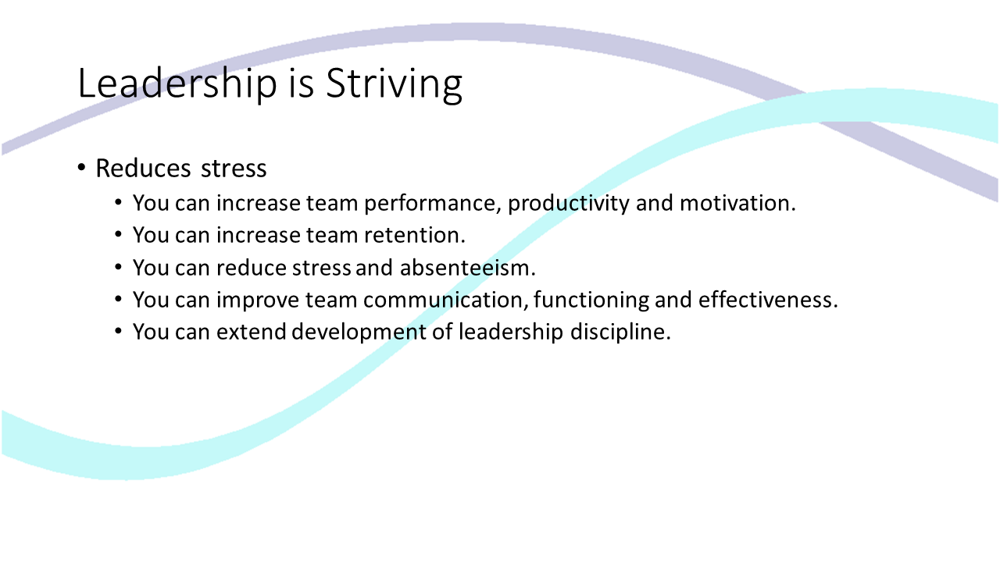 Leadership is Striving
• Reduces stress
• You can increase team performance, productivity and motivation.
• You can increase team retention.
• You can reduce stress and absenteeism.
• You can improve team communication, functioning and effectiveness.
• You can extend development of leadership discipline.